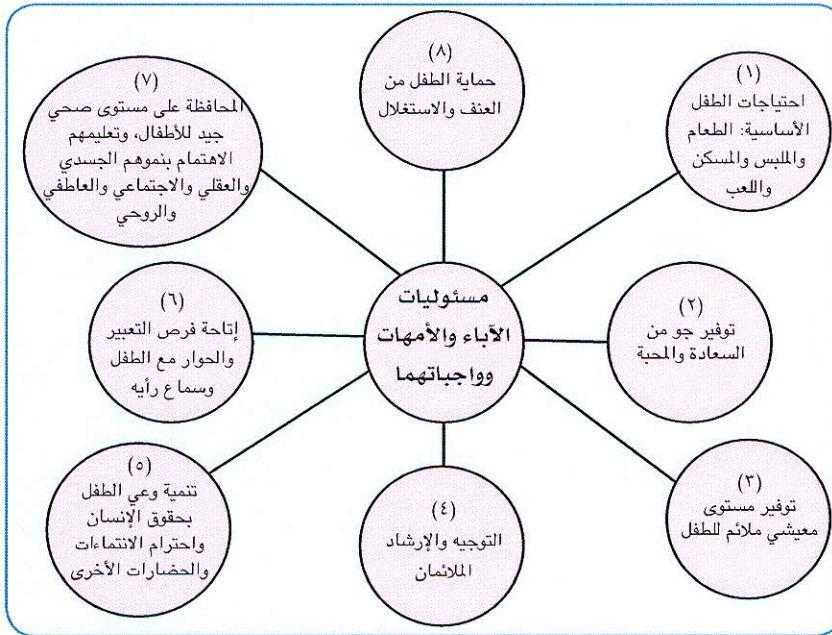 مسئوليات
الآباء والأمهات
وواجباتهما
(١)
احتياجات الطفل
الأساسية: الطعام
والملبس والمسكن
واللعب
(٢)
توفير جو من
السعادة والمحبة
(٣)
توفير مستوى
معيشي ملائم للطفل
(٤)
التوجيه والإرشاد
الملائمان
(٥)
تنمية وعي الطفل
بحقوق الإنسان
واحترام الانتماءات
والحضارات الأخرى
(٦)
إتاحة فرص التعبير
والحوار مع الطفل
وسماع رأيه
(٧)
المحافظة على مستوى صحي
جيد للأطفال، وتعليمهم
الاهتمام بنموهم الجسدي
والعقلي والاجتماعي والعاطفي
والروحي
(٨)
حماية الطفل من
العنف والاستغلال